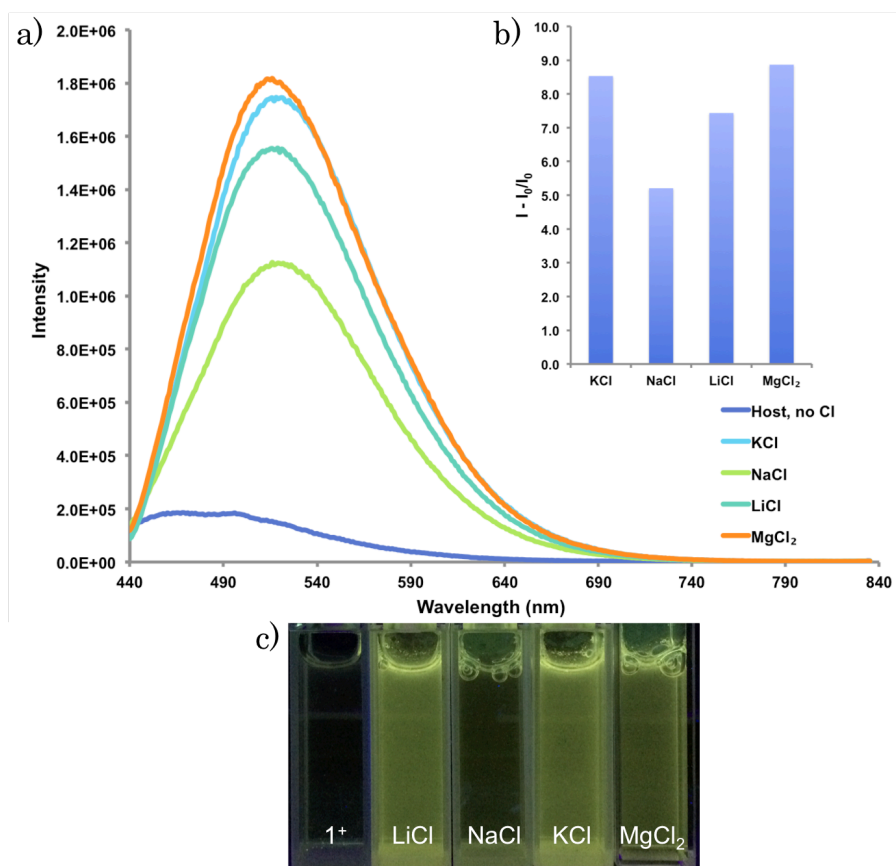 a)
2.0E+06
1.8E+06
1.6E+06
1.4E+06
1.2E+06
1.0E+06
8.0E+05
6.0E+05
4.0E+05
2.0E+05
0.0E+00
Intensity
440 490 540 590 640 690 740 790 840
Wavelength (nm)
b)
10.0
9.0
8.0
7.0
6.0
5.0
4.0
3.0
2.0
1.0
0.0
I - I₀/I₀
KCl NaCl LiCl MgCl₂
Host, no Cl
KCl
NaCl
LiCl
MgCl₂
c)
1⁺ LiCl NaCl KCl MgCl₂